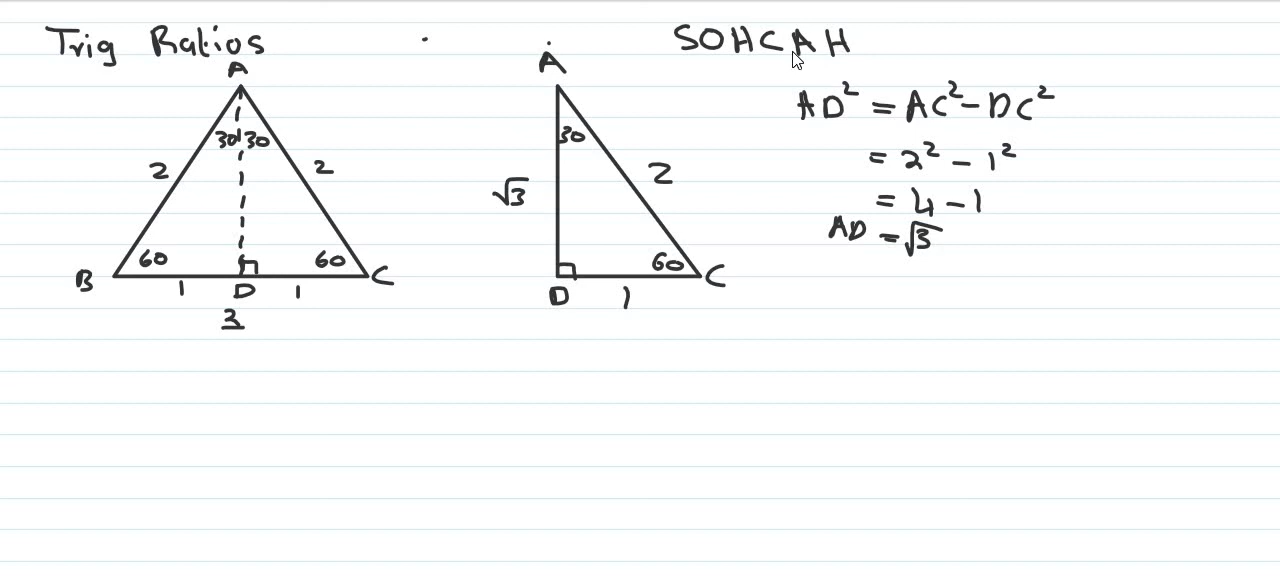 Trig Ratios
SOHCAH
A
30 30
2 2
60 60
B C
1 D 1
2
A
30
√3 2
60
D 1 C
AD² = AC² - DC²
= 2² - 1²
= 4 - 1
AD = √3